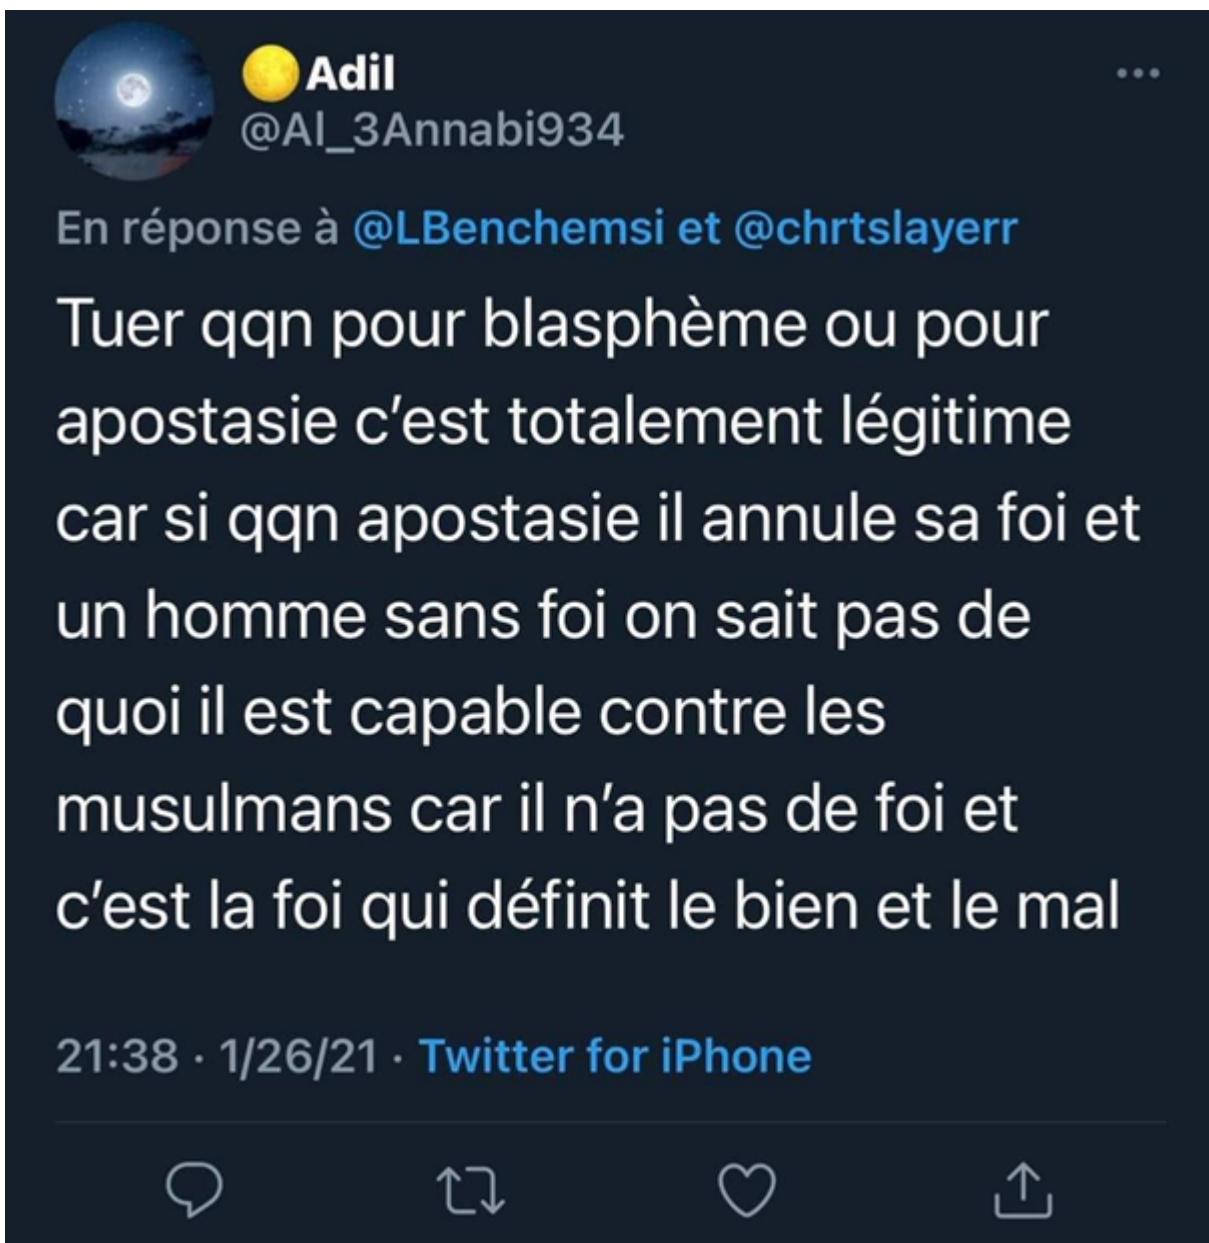 Adil
@Al_3Annabi934
En réponse à @LBenchemsi et @chrtslayerr
Tuer qqn pour blasphème ou pour
apostasie c'est totalement légitime
car si qqn apostasie il annule sa foi et
un homme sans foi on sait pas de
quoi il est capable contre les
musulmans car il n'a pas de foi et
c'est la foi qui définit le bien et le mal
21:38 · 1/26/21 · Twitter for iPhone